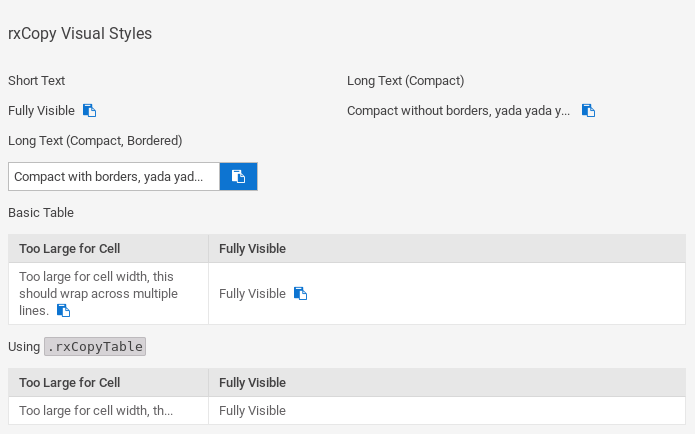 rxCopy Visual Styles
Short Text
Long Text (Compact)
Fully Visible
Compact without borders, yada yada y...
Long Text (Compact, Bordered)
Compact with borders, yada yad...
Basic Table
Too Large for Cell
Fully Visible
Too large for cell width, this
should wrap across multiple
lines.
Fully Visible
Using .rxCopyTable
Too Large for Cell
Fully Visible
Too large for cell width, th...
Fully Visible